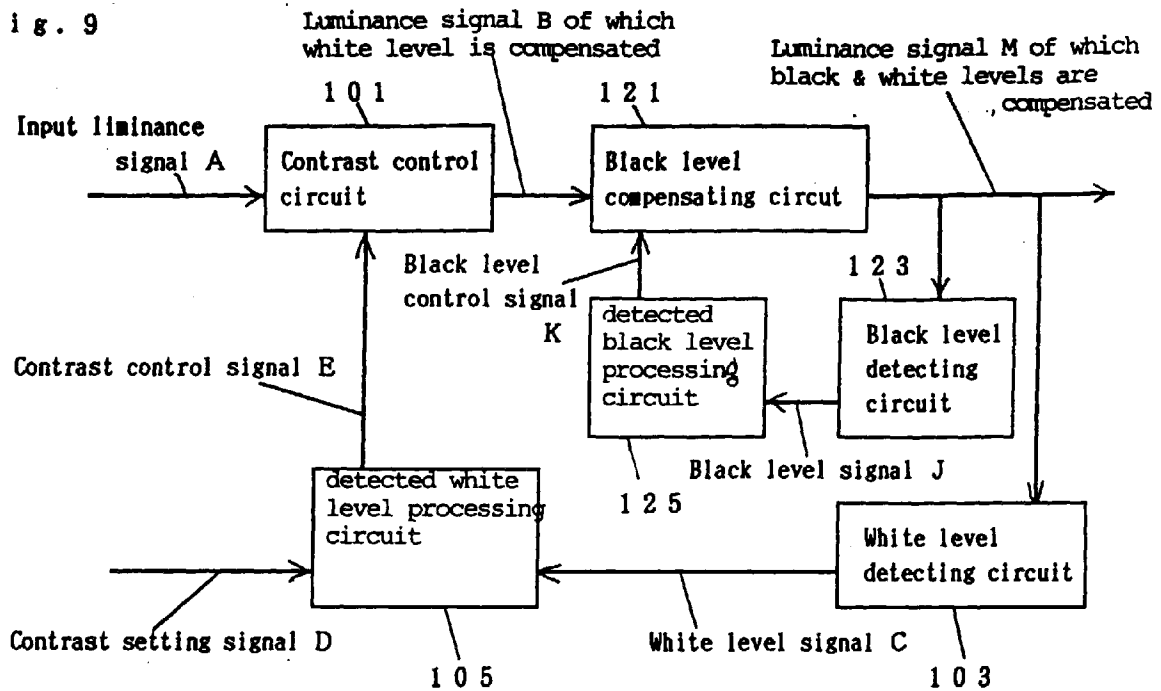 i g . 9
Luminance signal B of which
white level is compensated
Luminance signal M of which
black & white levels are
compensated
1 0 1
1 2 1
Input liminance
signal A
Contrast control
circuit
Black level
compensating circut
Black level
control signal
K
1 2 3
detected
black level
processing
circuit
Black level
detecting
circuit
Contrast control signal E
Black level signal J
1 2 5
detected white
level processing
circuit
White level
detecting circuit
Contrast setting signal D
White level signal C
1 0 5
1 0 3